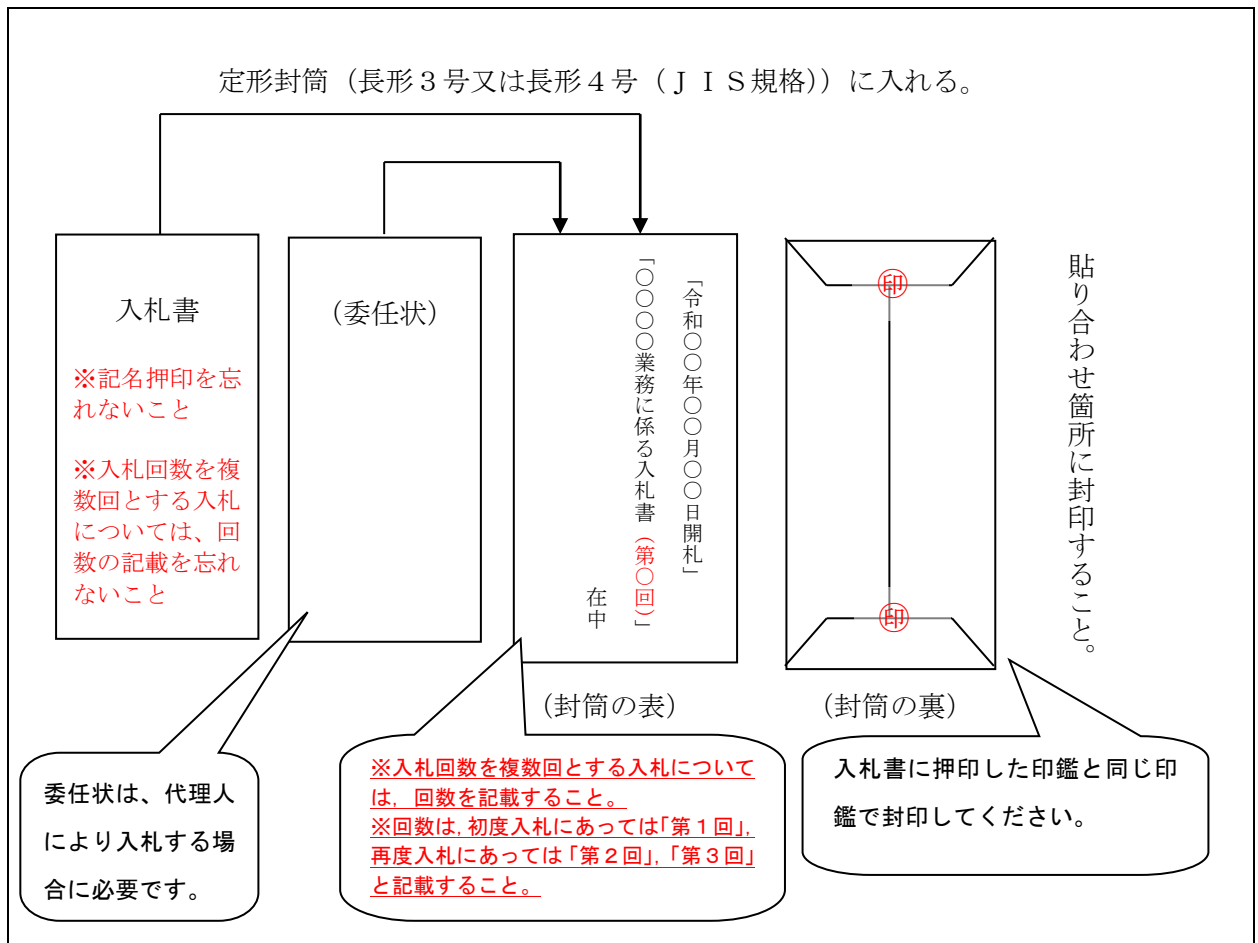 定形封筒（長形３号又は長形４号（ＪＩＳ規格））に入れる。
入札書
※記名押印を忘
れないこと
※入札回数を複
数回とする入札
については、回
数の記載を忘れ
ないこと
（委任状）
「令和〇〇年〇〇月〇〇日開札」
「〇〇〇〇業務に係る入札書（第〇回）」
在中
印
印
貼り合わせ箇所に封印すること。
（封筒の表）
（封筒の裏）
委任状は、代理人
により入札する場
合に必要です。
※入札回数を複数回とする入札について
は，回数を記載すること。
※回数は，初度入札にあっては「第１回」，
再度入札にあっては「第２回」，「第３回」
と記載すること。
入札書に押印した印鑑と同じ印
鑑で封印してください。